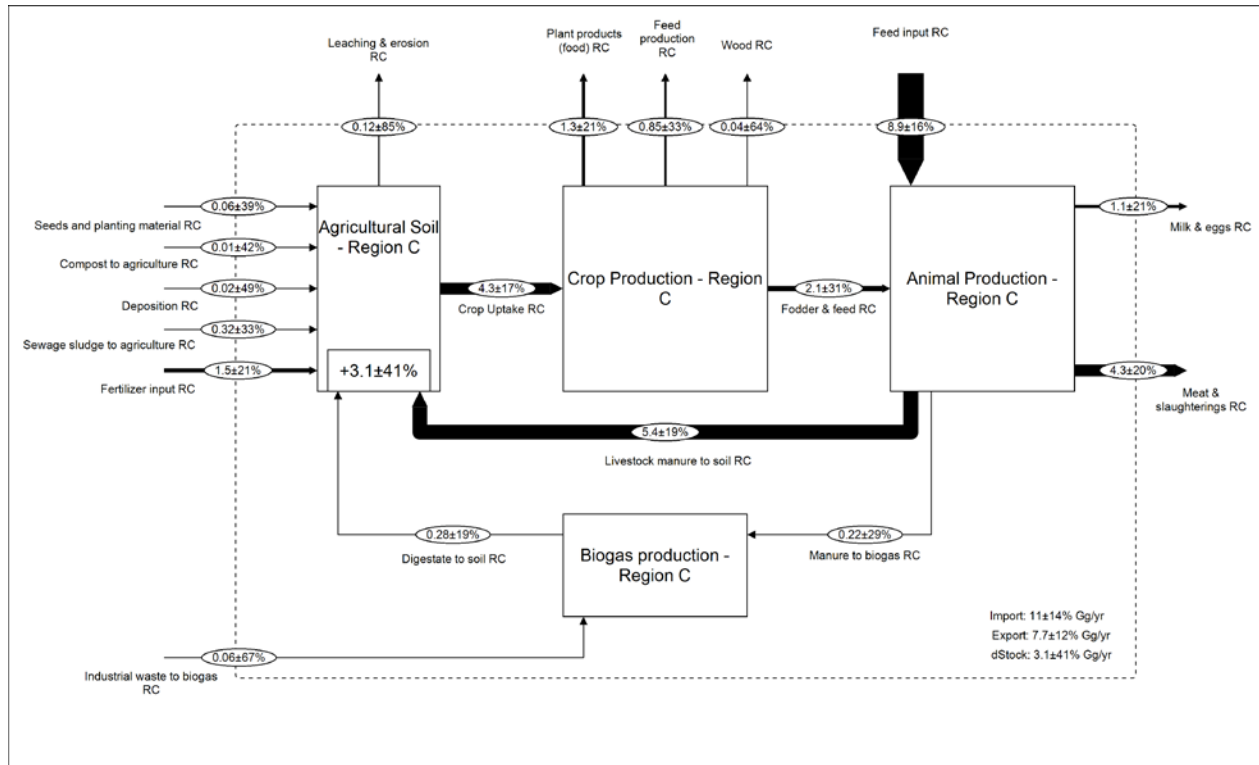 Leaching & erosion
RC
Plant products
(food) RC
Feed
production
RC
Wood RC
Feed input RC
0.12±85%
1.3±21%
0.85±33%
0.04±64%
8.9±16%
0.06±39%
Seeds and planting material RC
0.01±42%
Compost to agriculture RC
0.02±49%
Deposition RC
0.32±33%
Sewage sludge to agriculture RC
1.5±21%
Fertilizer input RC
Agricultural Soil
- Region C
+3.1±41%
4.3±17%
Crop Uptake RC
Crop Production - Region
C
2.1±31%
Fodder & feed RC
Animal Production -
Region C
1.1±21%
Milk & eggs RC
4.3±20%
Meat &
slaughterings RC
5.4±19%
Livestock manure to soil RC
0.28±19%
Digestate to soil RC
Biogas production -
Region C
0.22±29%
Manure to biogas RC
0.06±67%
Industrial waste to biogas
RC
Import: 11±14% Gg/yr
Export: 7.7±12% Gg/yr
dStock: 3.1±41% Gg/yr